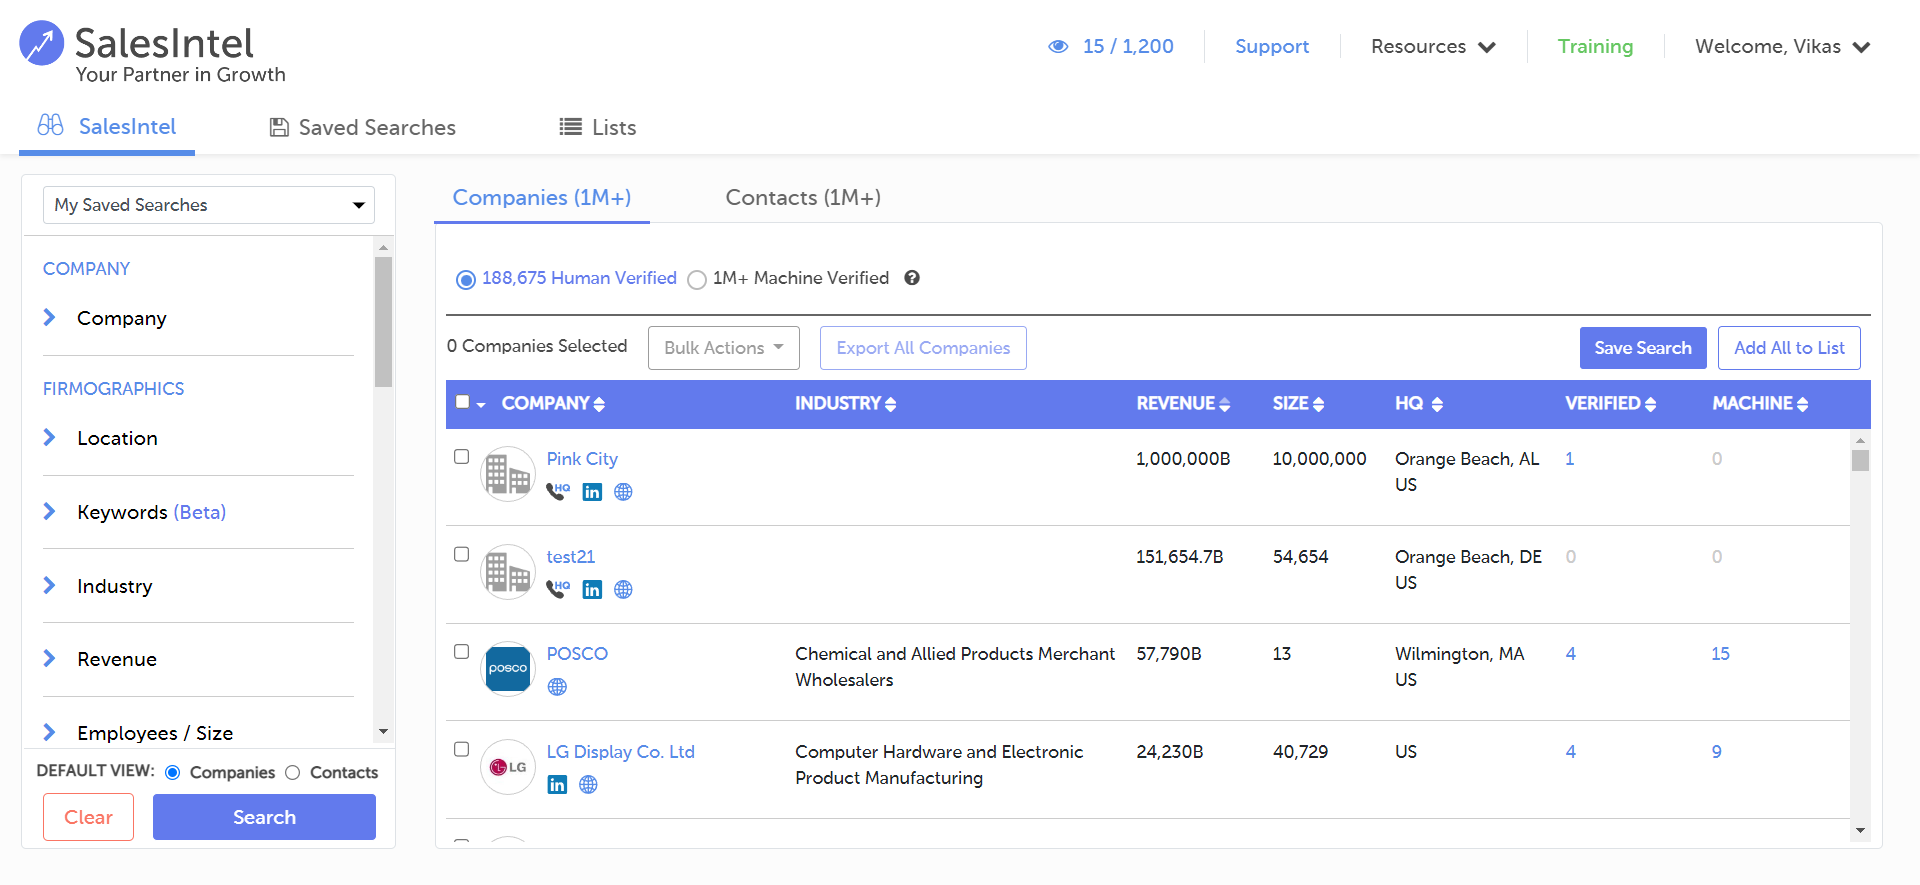 SalesIntel
Your Partner in Growth
15 / 1,200
Support
Resources
Training
Welcome, Vikas
SalesIntel
Saved Searches
Lists
My Saved Searches
COMPANY
Company
FIRMOGRAPHICS
Location
Keywords (Beta)
Industry
Revenue
Employees / Size
DEFAULT VIEW: Companies Contacts
Clear
Search
Companies (1M+)
Contacts (1M+)
188,675 Human Verified
1M+ Machine Verified
?
0 Companies Selected
Bulk Actions
Export All Companies
Save Search
Add All to List
COMPANY INDUSTRY REVENUE SIZE HQ VERIFIED MACHINE
Pink City 1,000,000B 10,000,000 Orange Beach, AL 1 0
US
HQ in
test21 151,654.7B 54,654 Orange Beach, DE 0 0
US
HQ in
posco
POSCO Chemical and Allied Products Merchant 57,790B 13 Wilmington, MA 4 15
Wholesalers US
LG
LG Display Co. Ltd Computer Hardware and Electronic 24,230B 40,729 US 4 9
Product Manufacturing
in